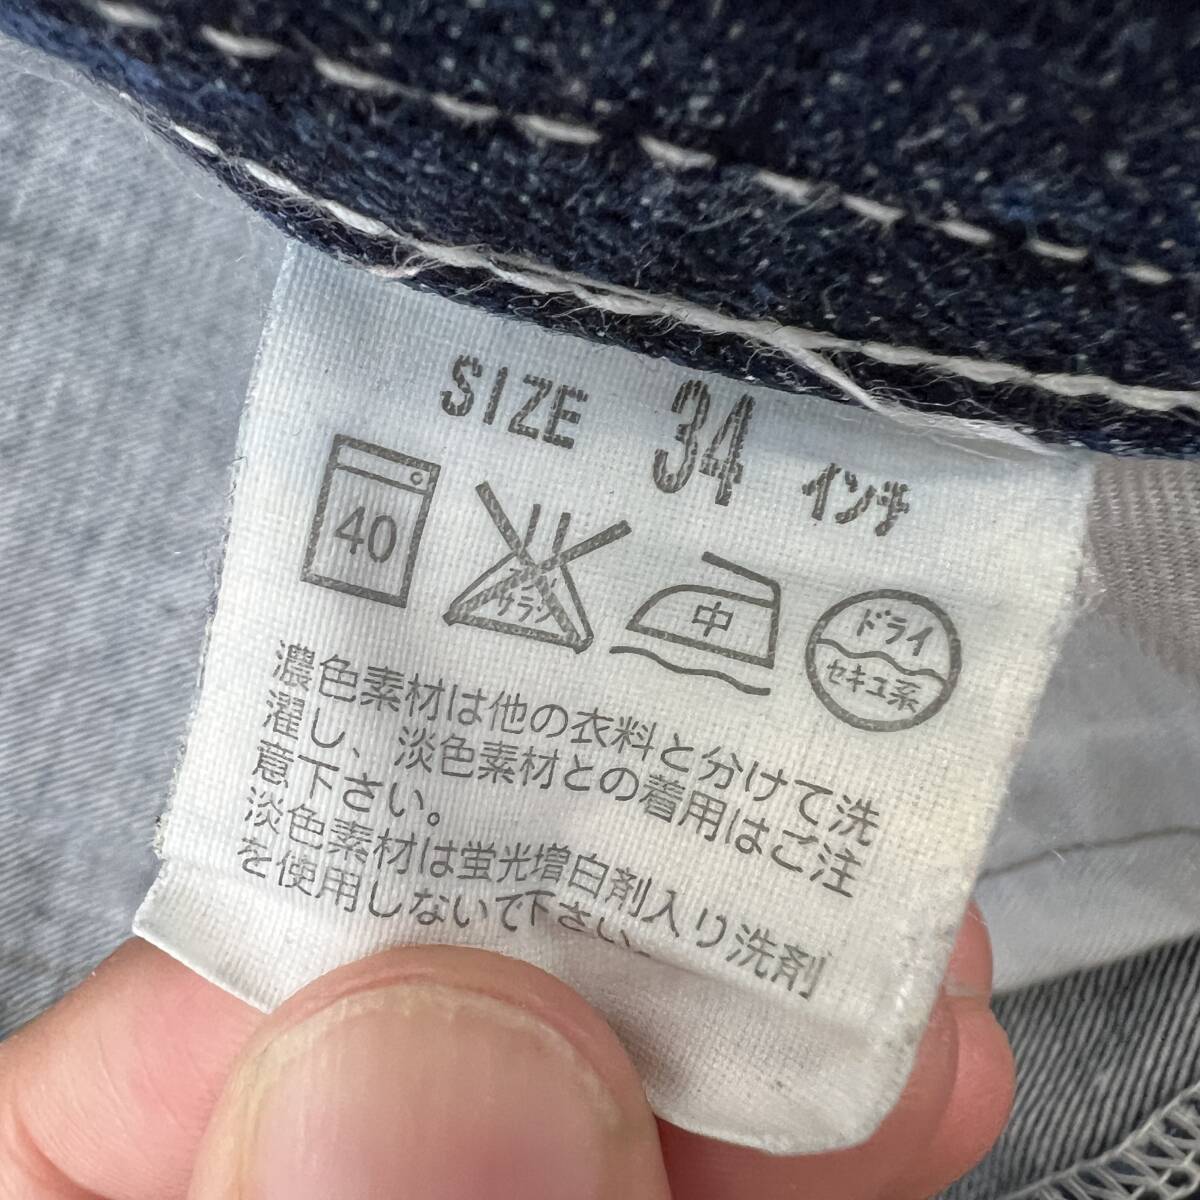 SIZE 34 インチ
40
エンソ
サラシ
中
ドライ
セキユ系
濃色素材は他の衣料と分けて洗
濯し、淡色素材との着用はご注
意下さい。
淡色素材は蛍光増白剤入り洗剤
を使用しないで下さい。